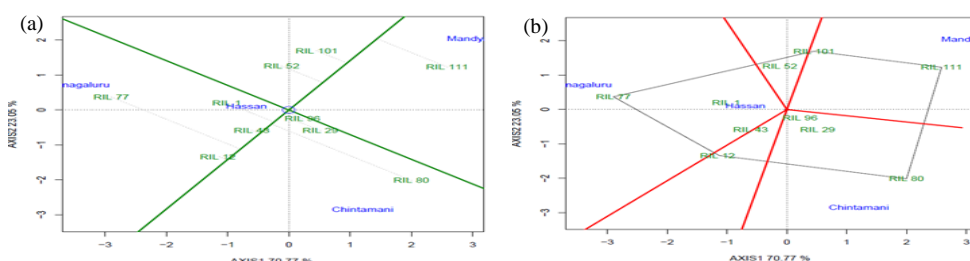 (a)
Mandy
RIL 101
RIL 52
RIL 111
nagaluru
RIL 77
RIL 1
Hassan
RIL 96
RIL 43
RIL 29
RIL 12
RIL 80
Chintamani
AXIS2 23.05 %
2
1
0
-1
-2
-3
-3
-2
-1
0
1
2
3
AXIS1 70.77 %
(b)
Mand
RIL 101
RIL 52
RIL 111
nagaluru
RIL 77
RIL 1
Hassan
RIL 96
RIL 43
RIL 29
RIL 12
RIL 80
Chintamani
AXIS2 23.05 %
2
1
0
-1
-2
-3
-3
-2
-1
0
1
2
3
AXIS1 70.77 %